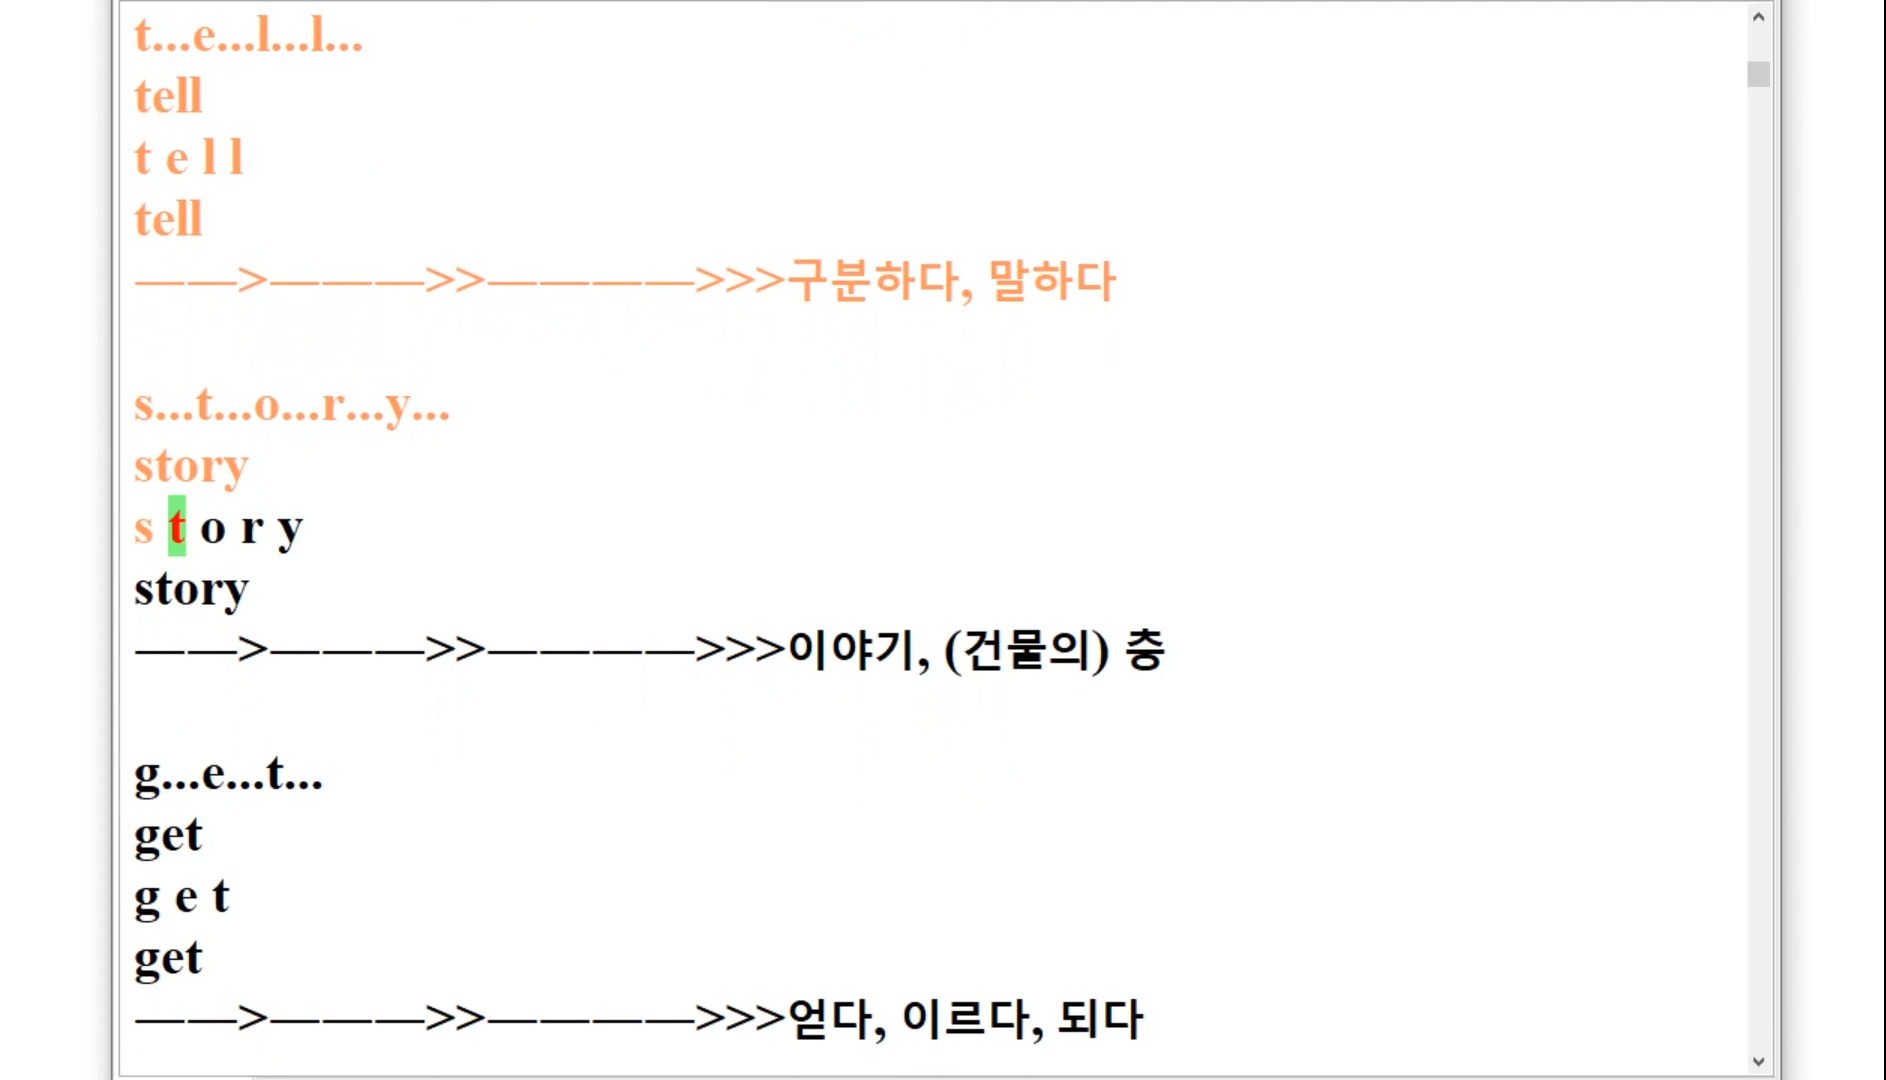 t...e...l...l...
tell
t e l l
tell
——>———>>————>>>구분하다, 말하다
s...t...o...r...y...
story
s t o r y
story
——>———>>————>>>이야기, (건물의) 층
g...e...t...
get
g e t
get
——>———>>————>>>얻다, 이르다, 되다